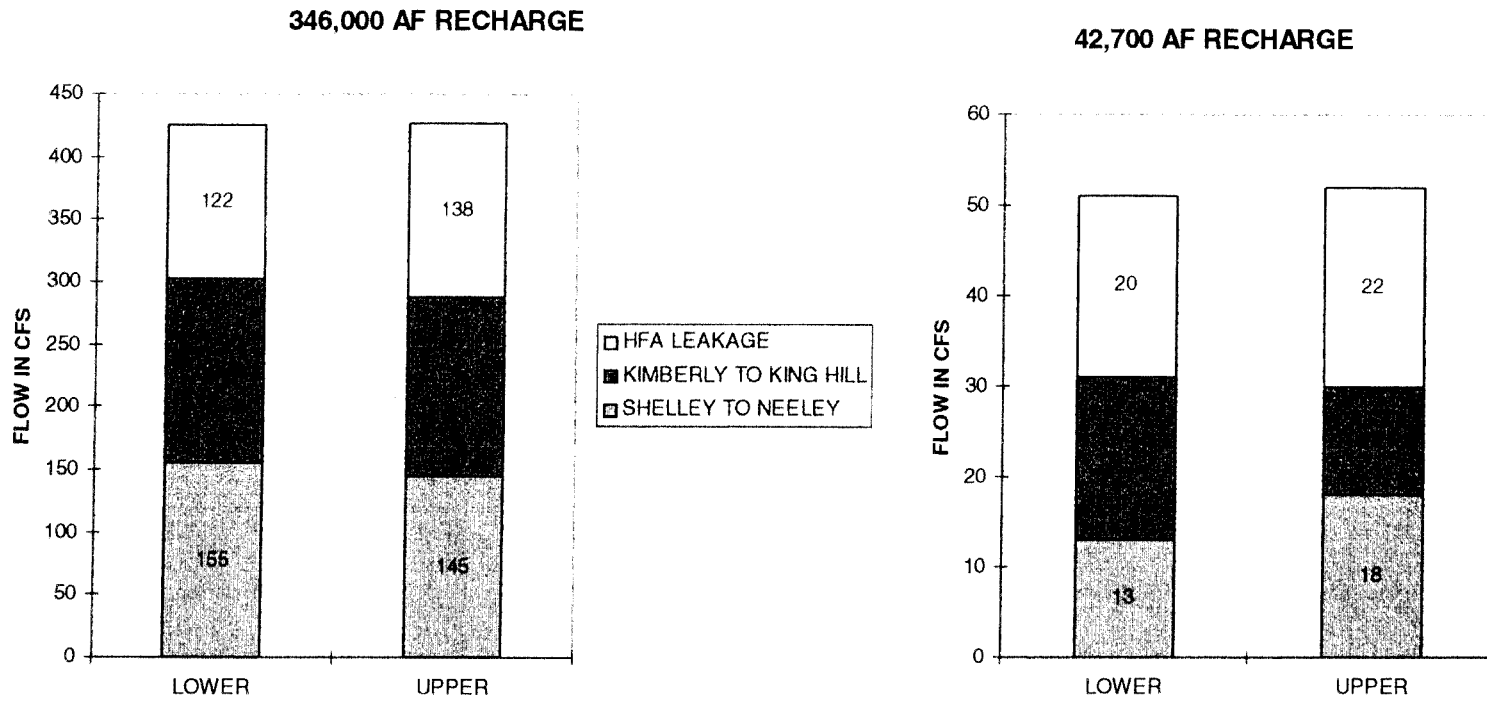 346,000 AF RECHARGE
42,700 AF RECHARGE
450
400
350
300
250
200
150
100
50
0
FLOW IN CFS
122
138
155
145
LOWER
UPPER
HFA LEAKAGE
KIMBERLY TO KING HILL
SHELLEY TO NEELEY
60
50
40
30
20
10
0
FLOW IN CFS
20
22
13
18
LOWER
UPPER